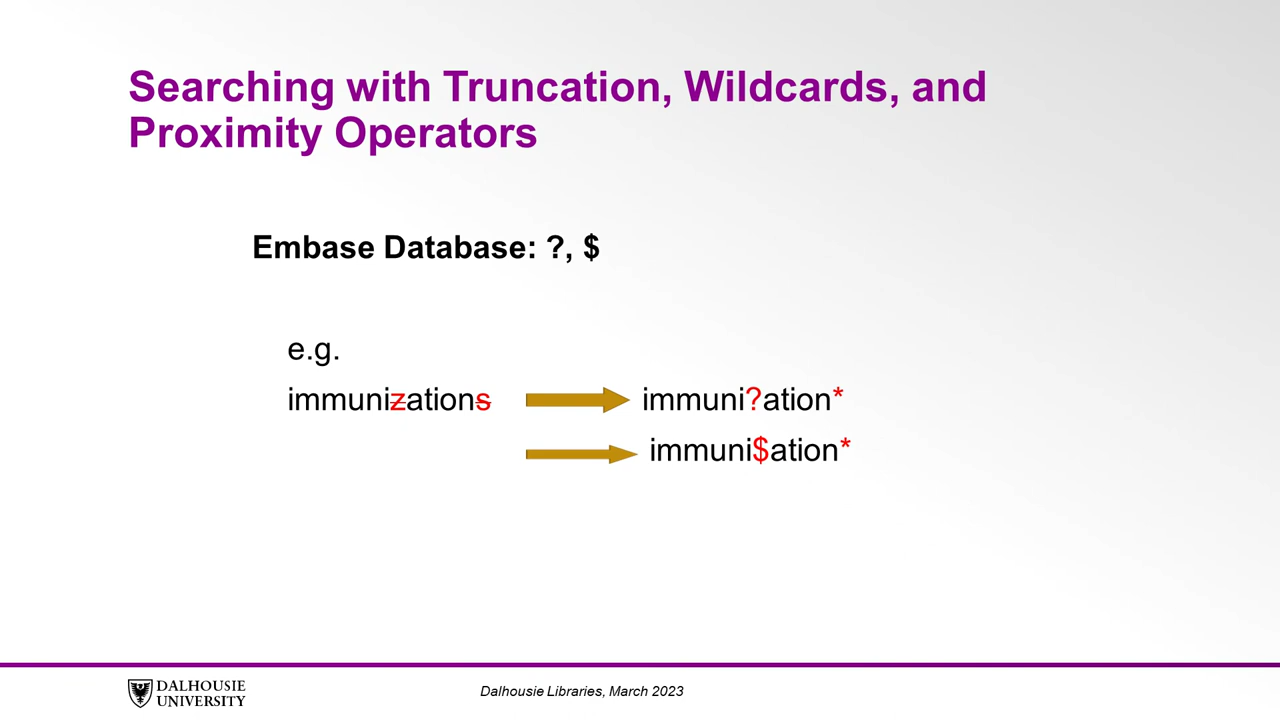 Searching with Truncation, Wildcards, and
Proximity Operators
Embase Database: ?, $
e.g.
immunizations immuni?ation*
immuni$ation*
DALHOUSIE
UNIVERSITY
Dalhousie Libraries, March 2023